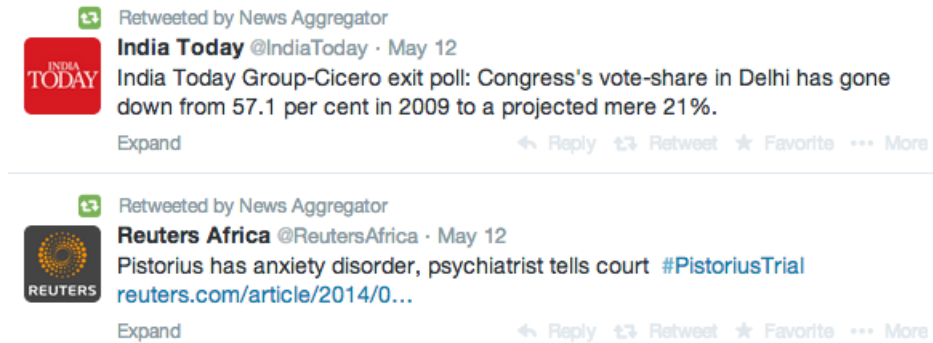 Retweeted by News Aggregator
India Today @IndiaToday · May 12
INDIA
TODAY
India Today Group-Cicero exit poll: Congress's vote-share in Delhi has gone
down from 57.1 per cent in 2009 to a projected mere 21%.
Expand Reply Retweet Favorite More
Retweeted by News Aggregator
Reuters Africa @ReutersAfrica · May 12
REUTERS
Pistorius has anxiety disorder, psychiatrist tells court #PistoriusTrial
reuters.com/article/2014/0...
Expand Reply Retweet Favorite More